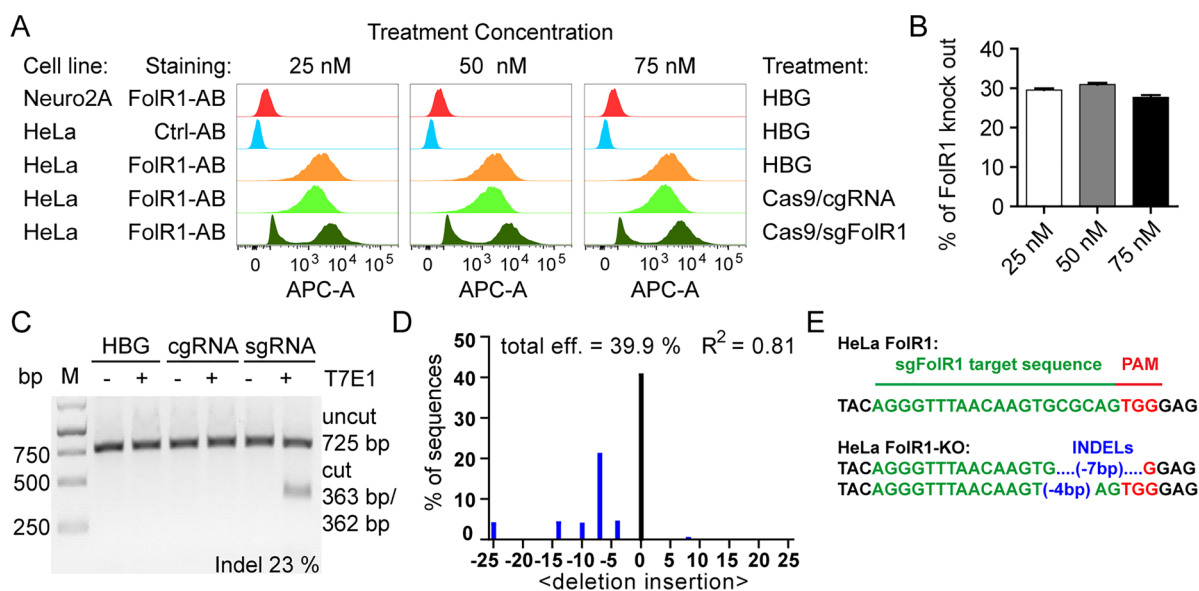 A
Treatment Concentration
Cell line: Staining: 25 nM 50 nM 75 nM Treatment:
Neuro2A FolR1-AB HBG
HeLa Ctrl-AB HBG
HeLa FolR1-AB HBG
HeLa FolR1-AB Cas9/cgRNA
HeLa FolR1-AB Cas9/sgFolR1
0 10³ 10⁴ 10⁵ 0 10³ 10⁴ 10⁵ 0 10³ 10⁴ 10⁵
APC-A APC-A APC-A
B
% of FolR1 knock out
40
30
20
10
0
25 nM 50 nM 75 nM
C
HBG cgRNA sgRNA
bp M - + - + - + T7E1
uncut
725 bp
cut
363 bp/
362 bp
750
500
250
Indel 23 %
D
total eff. = 39.9 % R² = 0.81
% of sequences
50
40
30
20
10
0
-25 -20 -15 -10 -5 0 5 10 15 20 25
<deletion insertion>
E
HeLa FolR1:
sgFolR1 target sequence PAM
TACAGGGTTTAACAAGTGCGCAGTGGGAG
HeLa FolR1-KO: INDELs
TACAGGGTTTAACAAGTG....(-7bp)....GGAG
TACAGGGTTTAACAAGT(-4bp) AGTGGGAG